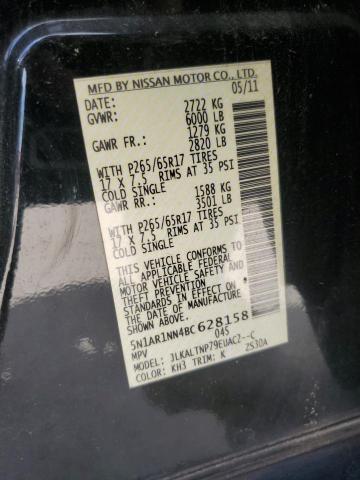 MFD BY NISSAN MOTOR CO., LTD.
DATE: 05/11
GVWR: 2722 KG
6000 LB
GAWR FR.: 1279 KG
2820 LB
WITH P265/65R17 TIRES
17 X 7.5 RIMS AT 35 PSI
COLD SINGLE
GAWR RR.: 1588 KG
3501 LB
WITH P265/65R17 TIRES
17 X 7.5 RIMS AT 35 PSI
COLD SINGLE
THIS VEHICLE CONFORMS TO
ALL APPLICABLE FEDERAL
MOTOR VEHICLE SAFETY AND
THEFT PREVENTION
STANDARDS IN EFFECT ON
THE DATE OF MANUFACTURE
SHOWN ABOVE.
5N1AR1NN4BC628158
MPV 045
JLKALTNP79EUAC2--C
COLOR: KH3 TRIM: K ZS30A